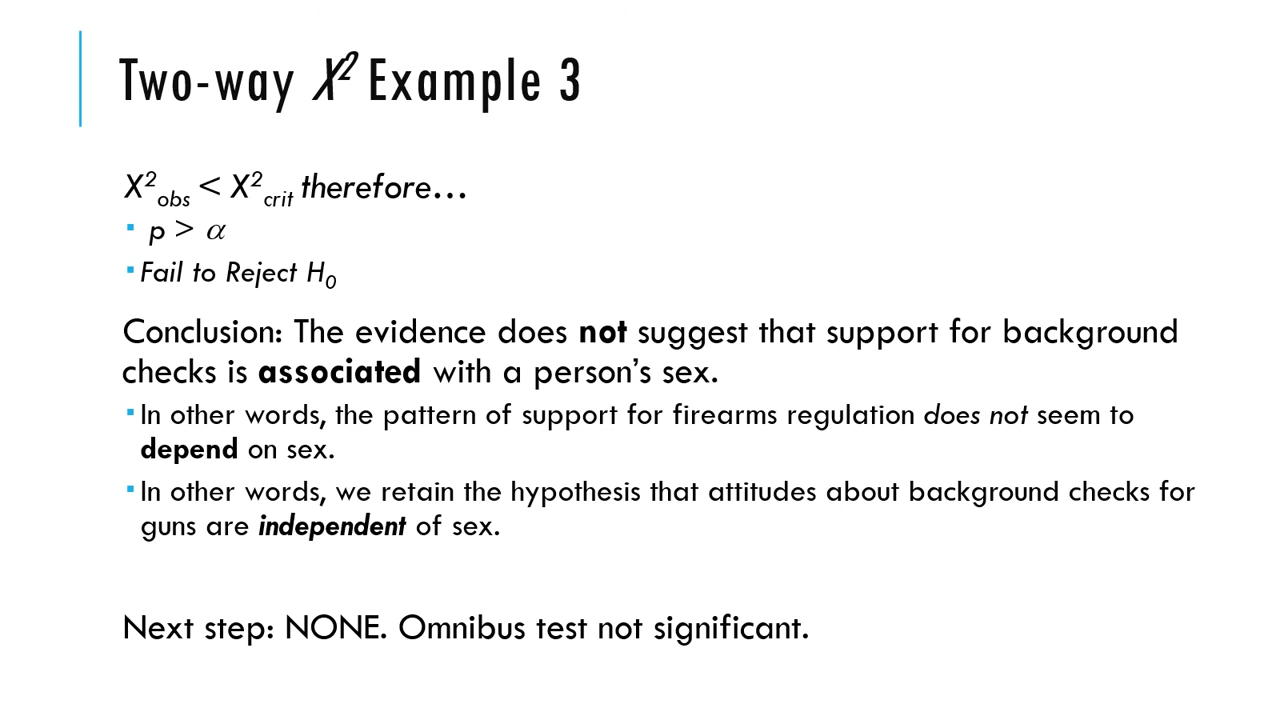 Two-way X² Example 3
X²obs < X²crit therefore…
▪ p > α
▪ Fail to Reject H₀
Conclusion: The evidence does not suggest that support for background
checks is associated with a person’s sex.
▪ In other words, the pattern of support for firearms regulation does not seem to
depend on sex.
▪ In other words, we retain the hypothesis that attitudes about background checks for
guns are independent of sex.
Next step: NONE. Omnibus test not significant.